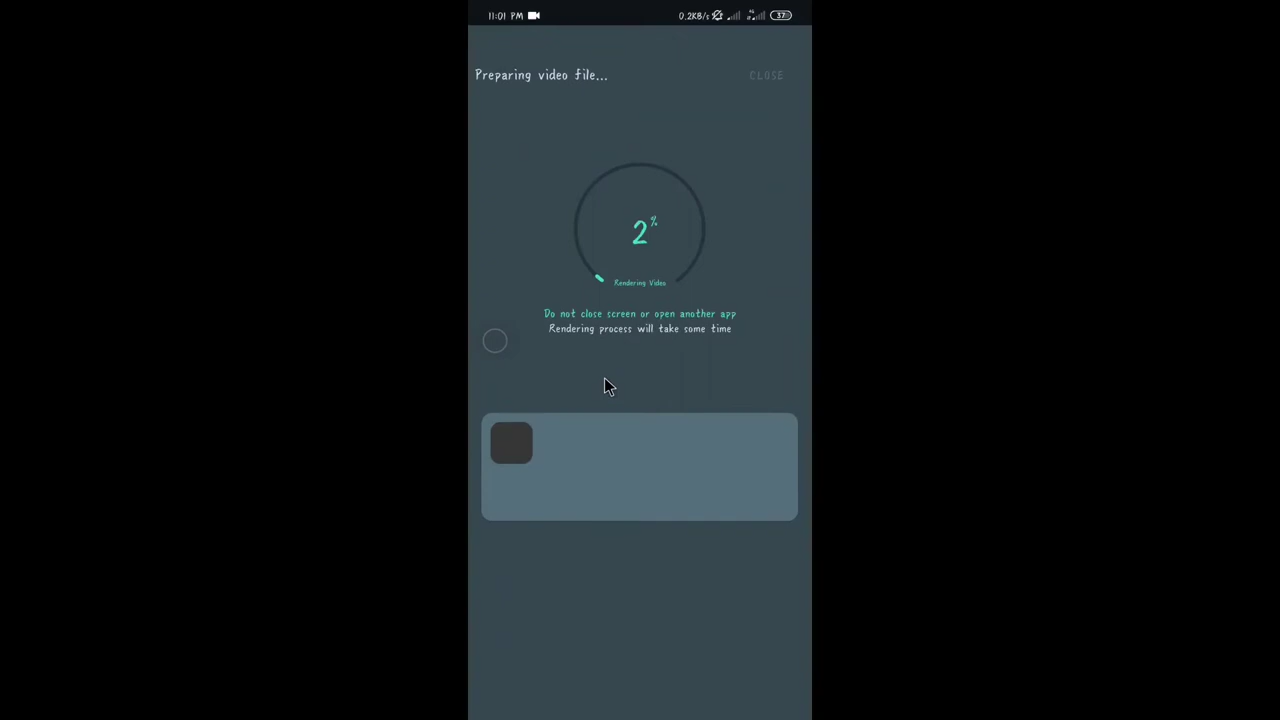 11:01 PM 0.2KB/s 4G 37
Preparing video file... CLOSE
2%
Rendering Video
Do not close screen or open another app
Rendering process will take some time